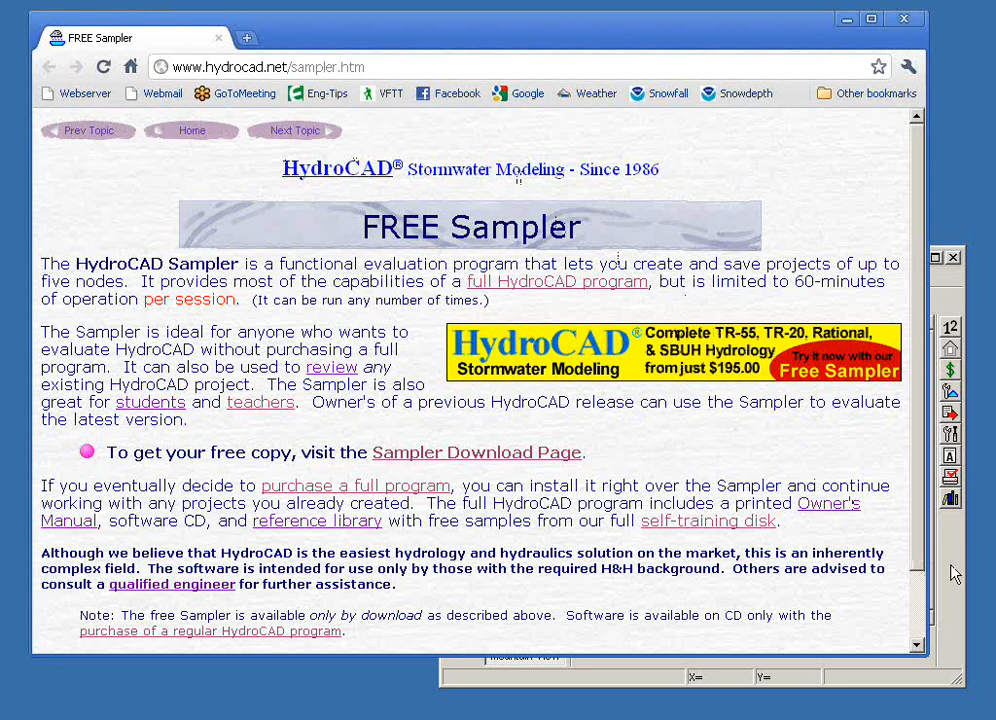 FREE Sampler
www.hydrocad.net/sampler.htm
Webserver Webmail GoToMeeting Eng-Tips VFTT Facebook Google Weather Snowfall Snowdepth Other bookmarks
Prev Topic Home Next Topic
HydroCAD® Stormwater Modeling - Since 1986
FREE Sampler
The HydroCAD Sampler is a functional evaluation program that lets you create and save projects of up to
five nodes. It provides most of the capabilities of a full HydroCAD program, but is limited to 60-minutes
of operation per session. (It can be run any number of times.)
The Sampler is ideal for anyone who wants to
evaluate HydroCAD without purchasing a full
program. It can also be used to review any
existing HydroCAD project. The Sampler is also
great for students and teachers. Owner's of a previous HydroCAD release can use the Sampler to evaluate
the latest version.
HydroCAD®
Stormwater Modeling
Complete TR-55, TR-20, Rational,
& SBUH Hydrology
from just $195.00
Try it now with our
Free Sampler
To get your free copy, visit the Sampler Download Page.
If you eventually decide to purchase a full program, you can install it right over the Sampler and continue
working with any projects you already created. The full HydroCAD program includes a printed Owner's
Manual, software CD, and reference library with free samples from our full self-training disk.
Although we believe that HydroCAD is the easiest hydrology and hydraulics solution on the market, this is an inherently
complex field. The software is intended for use only by those with the required H&H background. Others are advised to
consult a qualified engineer for further assistance.
Note: The free Sampler is available only by download as described above. Software is available on CD only with the
purchase of a regular HydroCAD program.
12
$
A
X=
Y=